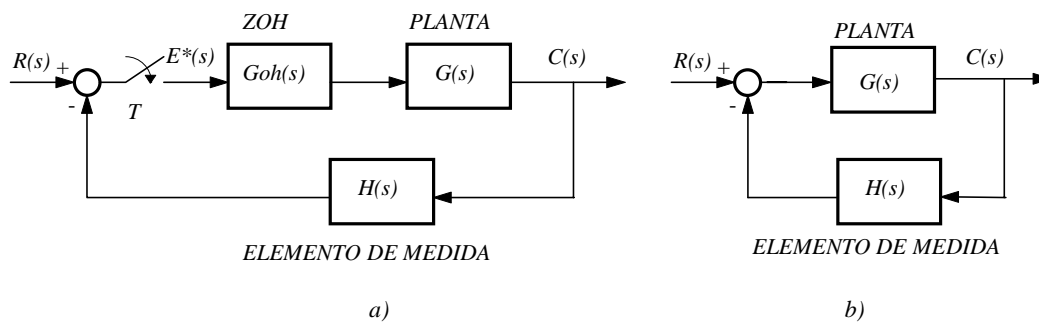 ZOH
PLANTA
R(s)
+
E*(s)
Goh(s)
G(s)
C(s)
-
T
H(s)
ELEMENTO DE MEDIDA
a)
PLANTA
R(s)
+
G(s)
C(s)
-
H(s)
ELEMENTO DE MEDIDA
b)